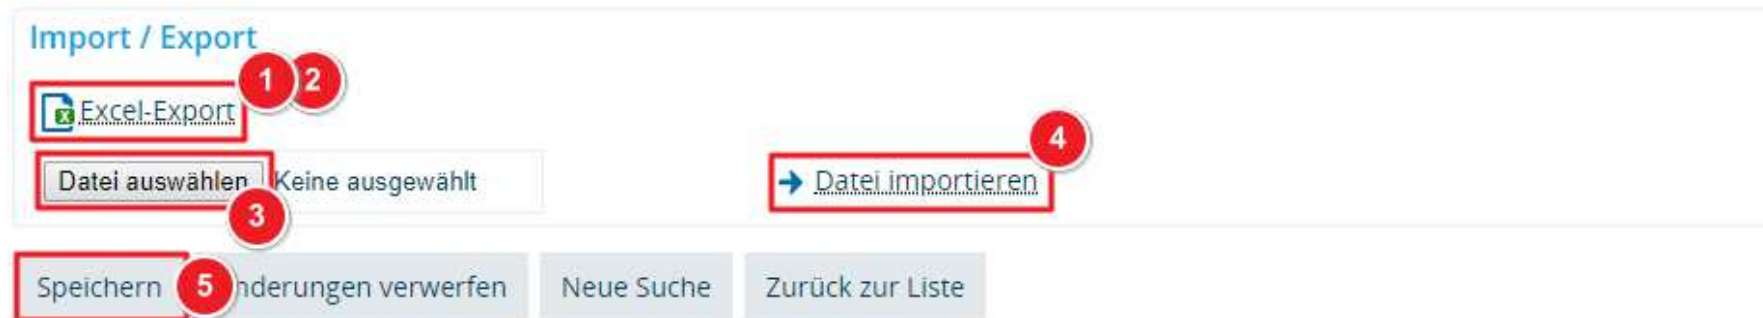 Import / Export
1 2
Excel-Export
4
Datei auswählen Keine ausgewählt
Datei importieren
3
Speichern 5 nderungen verwerfen Neue Suche Zurück zur Liste